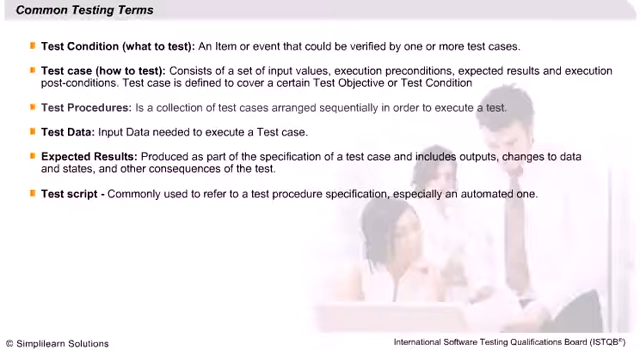 Common Testing Terms
Test Condition (what to test): An Item or event that could be verified by one or more test cases.
Test case (how to test): Consists of a set of input values, execution preconditions, expected results and execution
post-conditions. Test case is defined to cover a certain Test Objective or Test Condition
Test Procedures: Is a collection of test cases arranged sequentially in order to execute a test.
Test Data: Input Data needed to execute a Test case.
Expected Results: Produced as part of the specification of a test case and includes outputs, changes to data
and states, and other consequences of the test.
Test script - Commonly used to refer to a test procedure specification, especially an automated one.
© Simplilearn Solutions
International Software Testing Qualifications Board (ISTQB®)